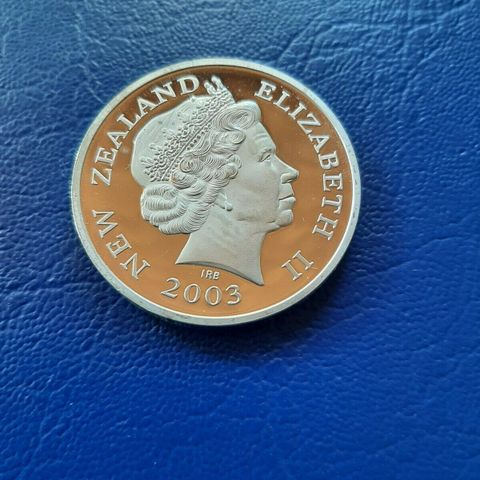 NEW ZEALAND ELIZABETH II
IRB
2003